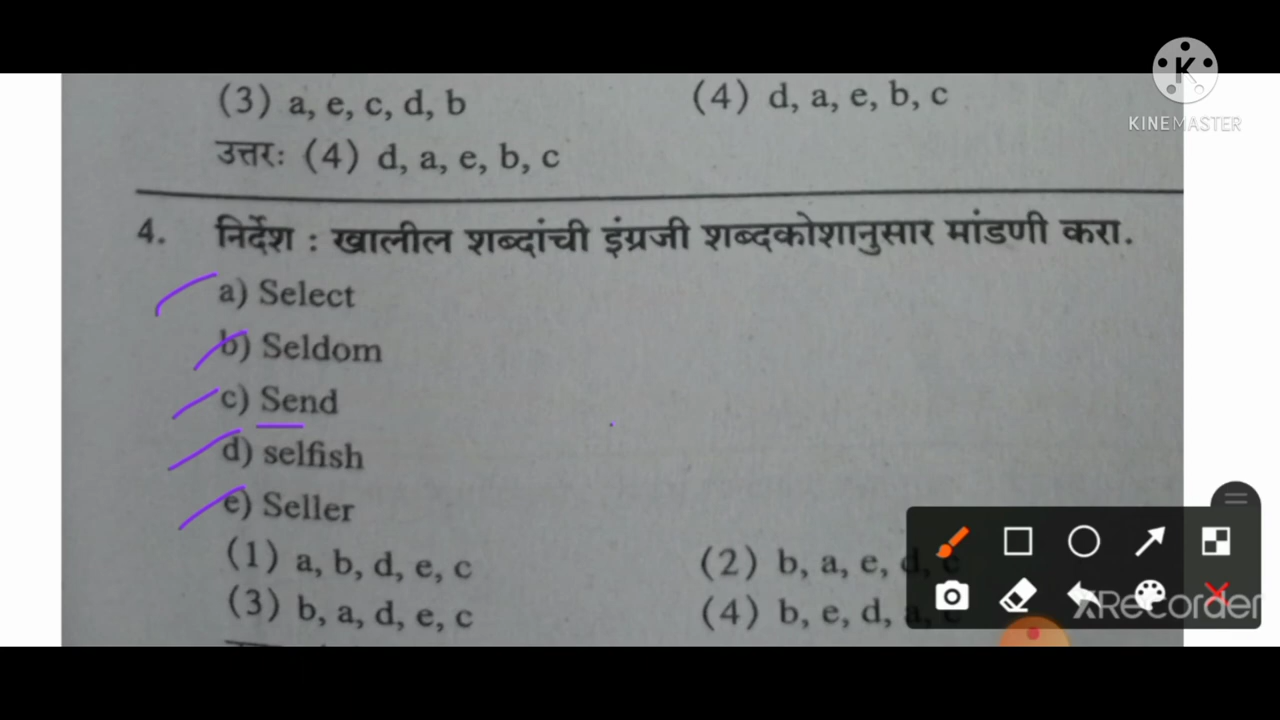 (3) a, e, c, d, b (4) d, a, e, b, c
उत्तर: (4) d, a, e, b, c
4. निर्देश : खालील शब्दांची इंग्रजी शब्दकोशानुसार मांडणी करा.
a) Select
b) Seldom
c) Send
d) selfish
e) Seller
(1) a, b, d, e, c (2) b, a, e, d, c
(3) b, a, d, e, c (4) b, e, d, a,
KINEMASTER
XRecorder